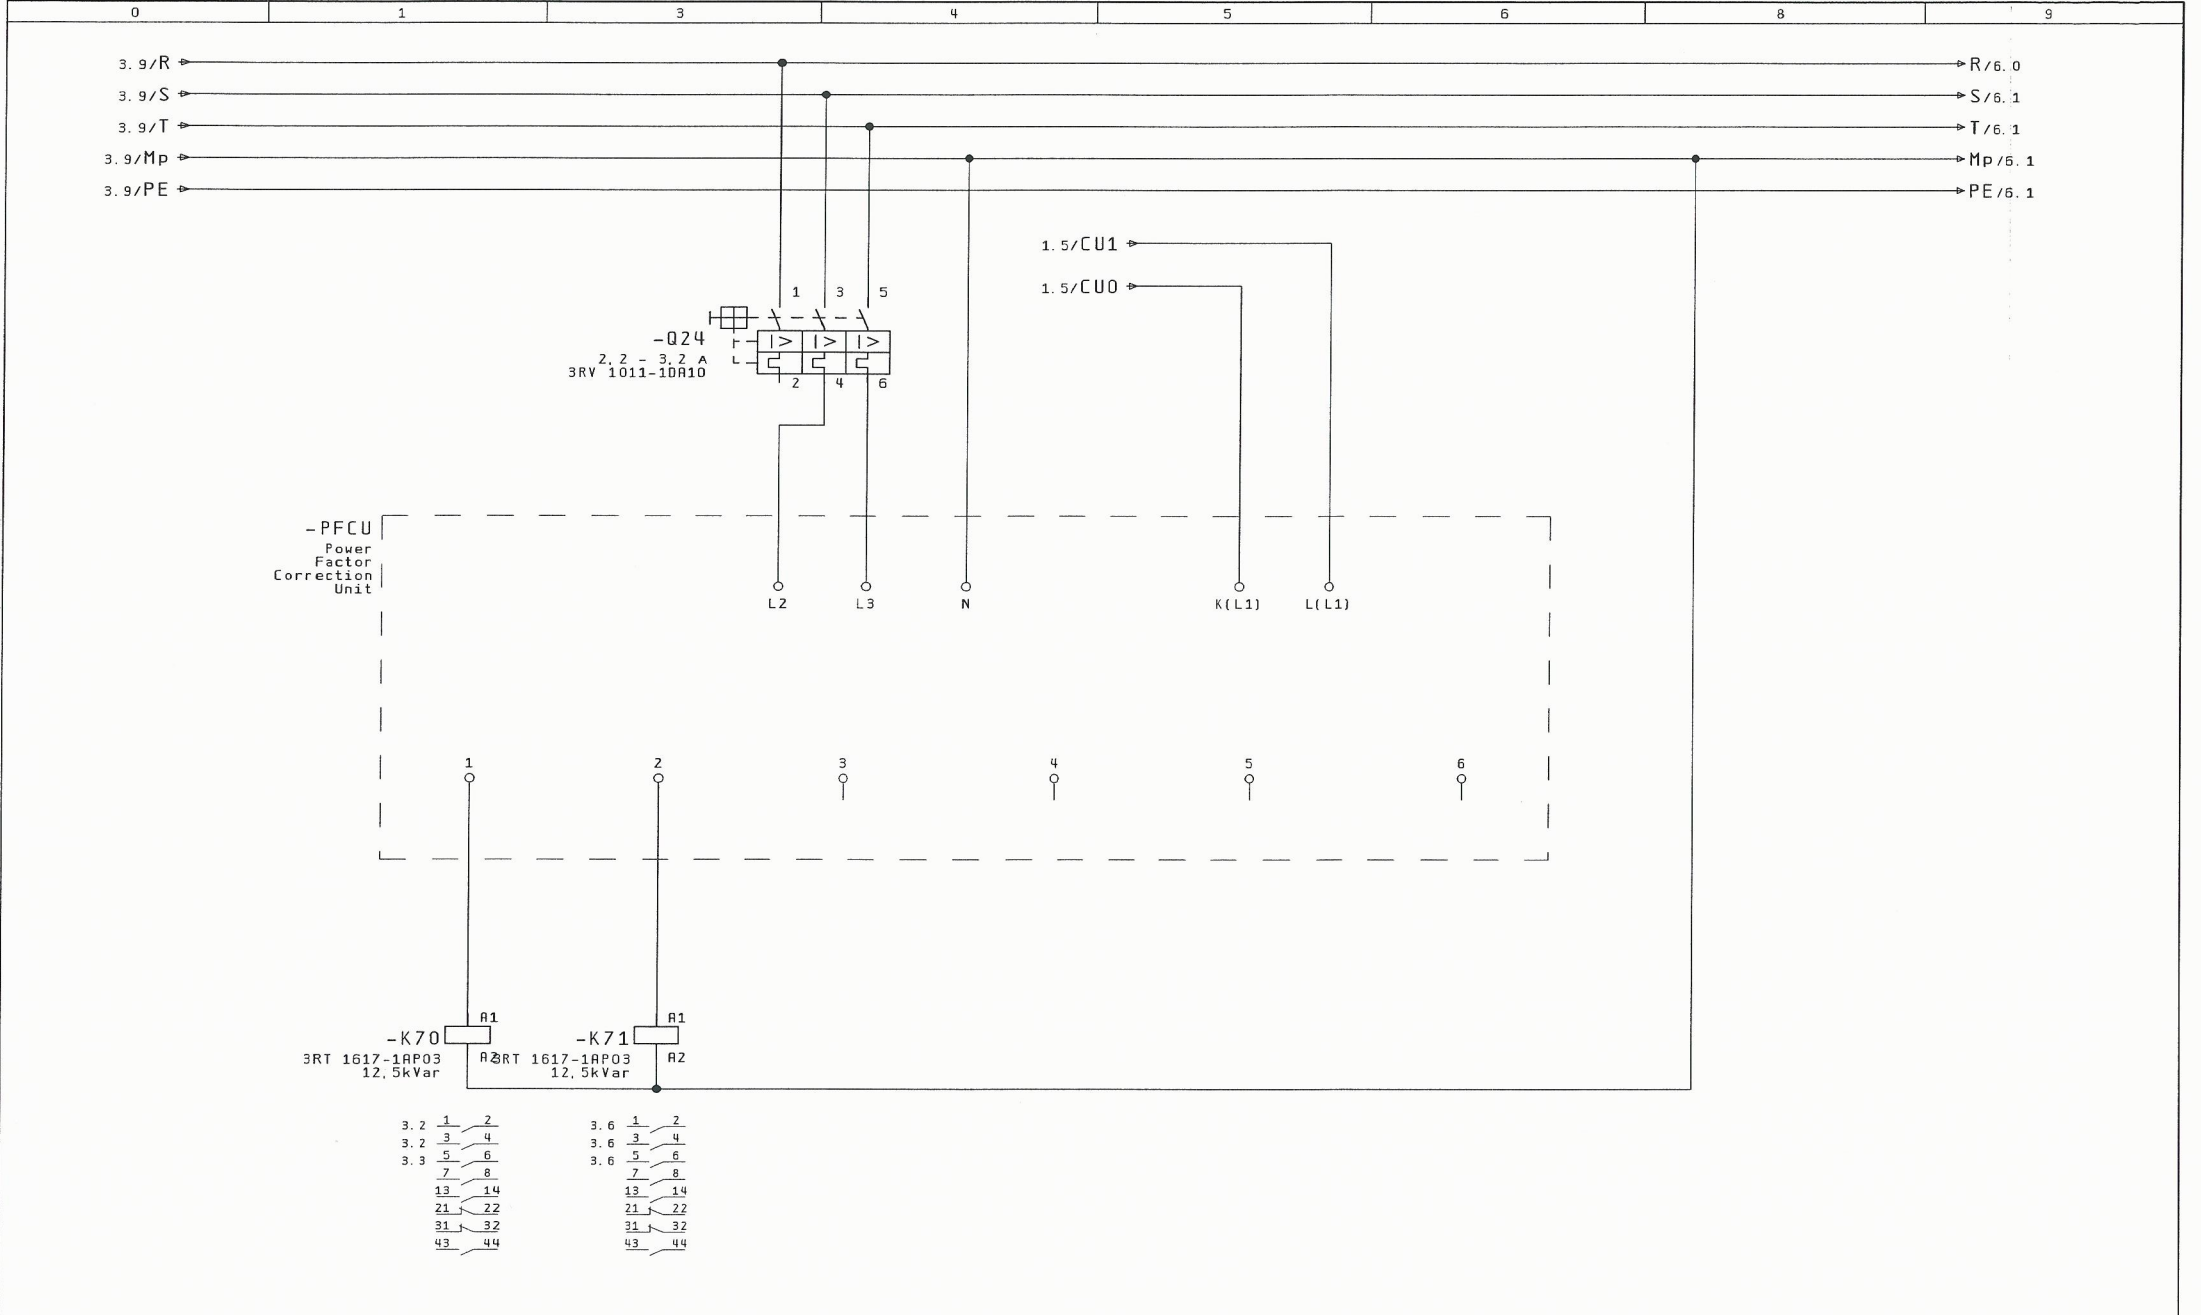 0 1 3 4 5 6 8 9
3.9/R R/6.0
3.9/S S/6.1
3.9/T T/6.1
3.9/Mp Mp/6.1
3.9/PE PE/6.1
1.5/CU1
1.5/CU0
1 3 5
-Q24
2,2 - 3,2 A
3RV 1011-1DA10
I> I> I>
2 4 6
-PFCU
Power
Factor
Correction
Unit
L2 L3 N K(L1) L(L1)
1 2 3 4 5 6
A1 A1
-K70 -K71
3RT 1617-1AP03 A2 3RT 1617-1AP03 A2
12,5kVar 12,5kVar
3.2 1 2 3.6 1 2
3.2 3 4 3.6 3 4
3.3 5 6 3.6 5 6
7 8 7 8
13 14 13 14
21 22 21 22
31 32 31 32
43 44 43 44